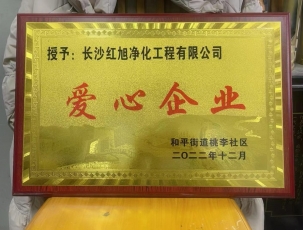 授予：长沙红旭净化工程有限公司
爱心企业
和平街道桃李社区
二〇二二年十二月